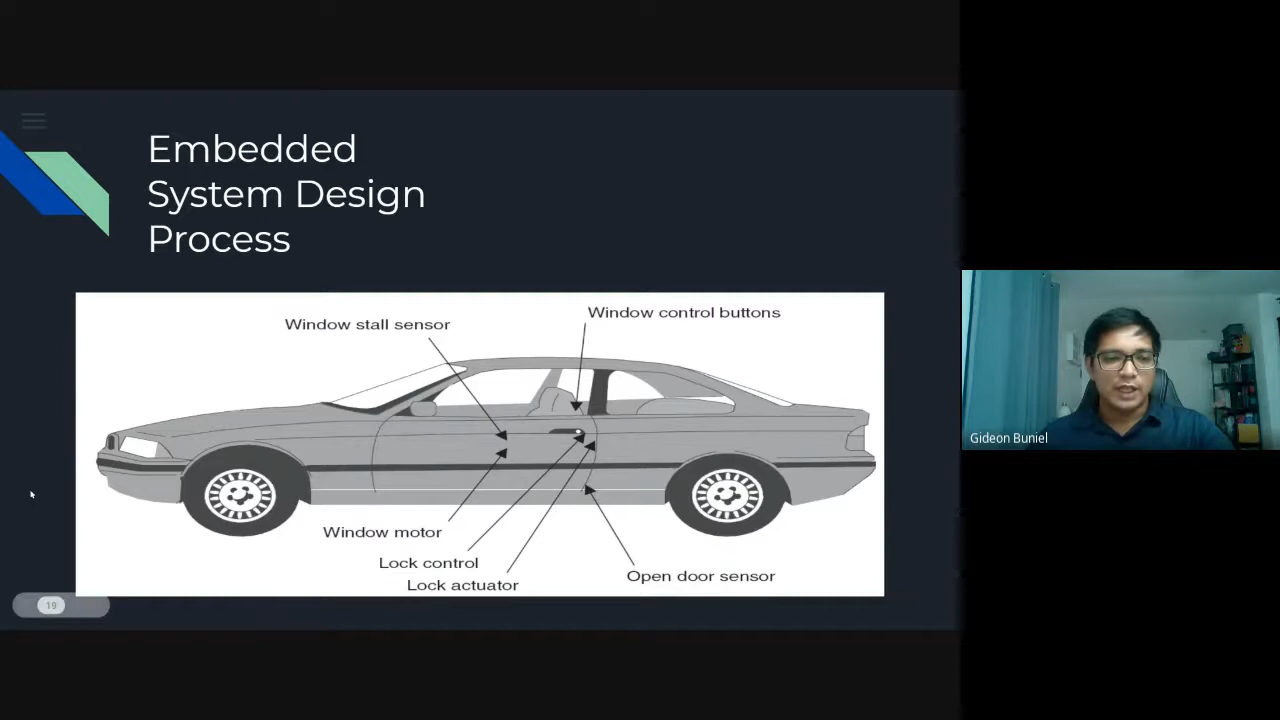 Embedded
System Design
Process
Window stall sensor
Window control buttons
Window motor
Lock control
Lock actuator
Open door sensor
19
Gideon Buniel